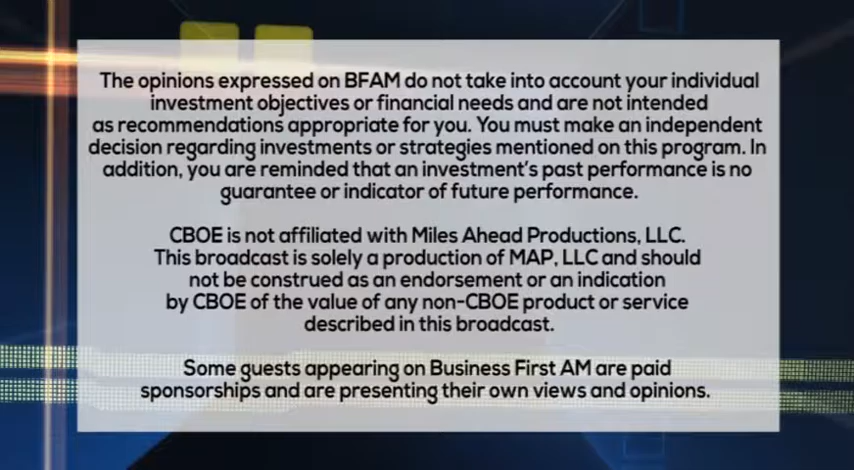 The opinions expressed on BFAM do not take into account your individual
investment objectives or financial needs and are not intended
as recommendations appropriate for you. You must make an independent
decision regarding investments or strategies mentioned on this program. In
addition, you are reminded that an investment's past performance is no
guarantee or indicator of future performance.
CBOE is not affiliated with Miles Ahead Productions, LLC.
This broadcast is solely a production of MAP, LLC and should
not be construed as an endorsement or an indication
by CBOE of the value of any non-CBOE product or service
described in this broadcast.
Some guests appearing on Business First AM are paid
sponsorships and are presenting their own views and opinions.